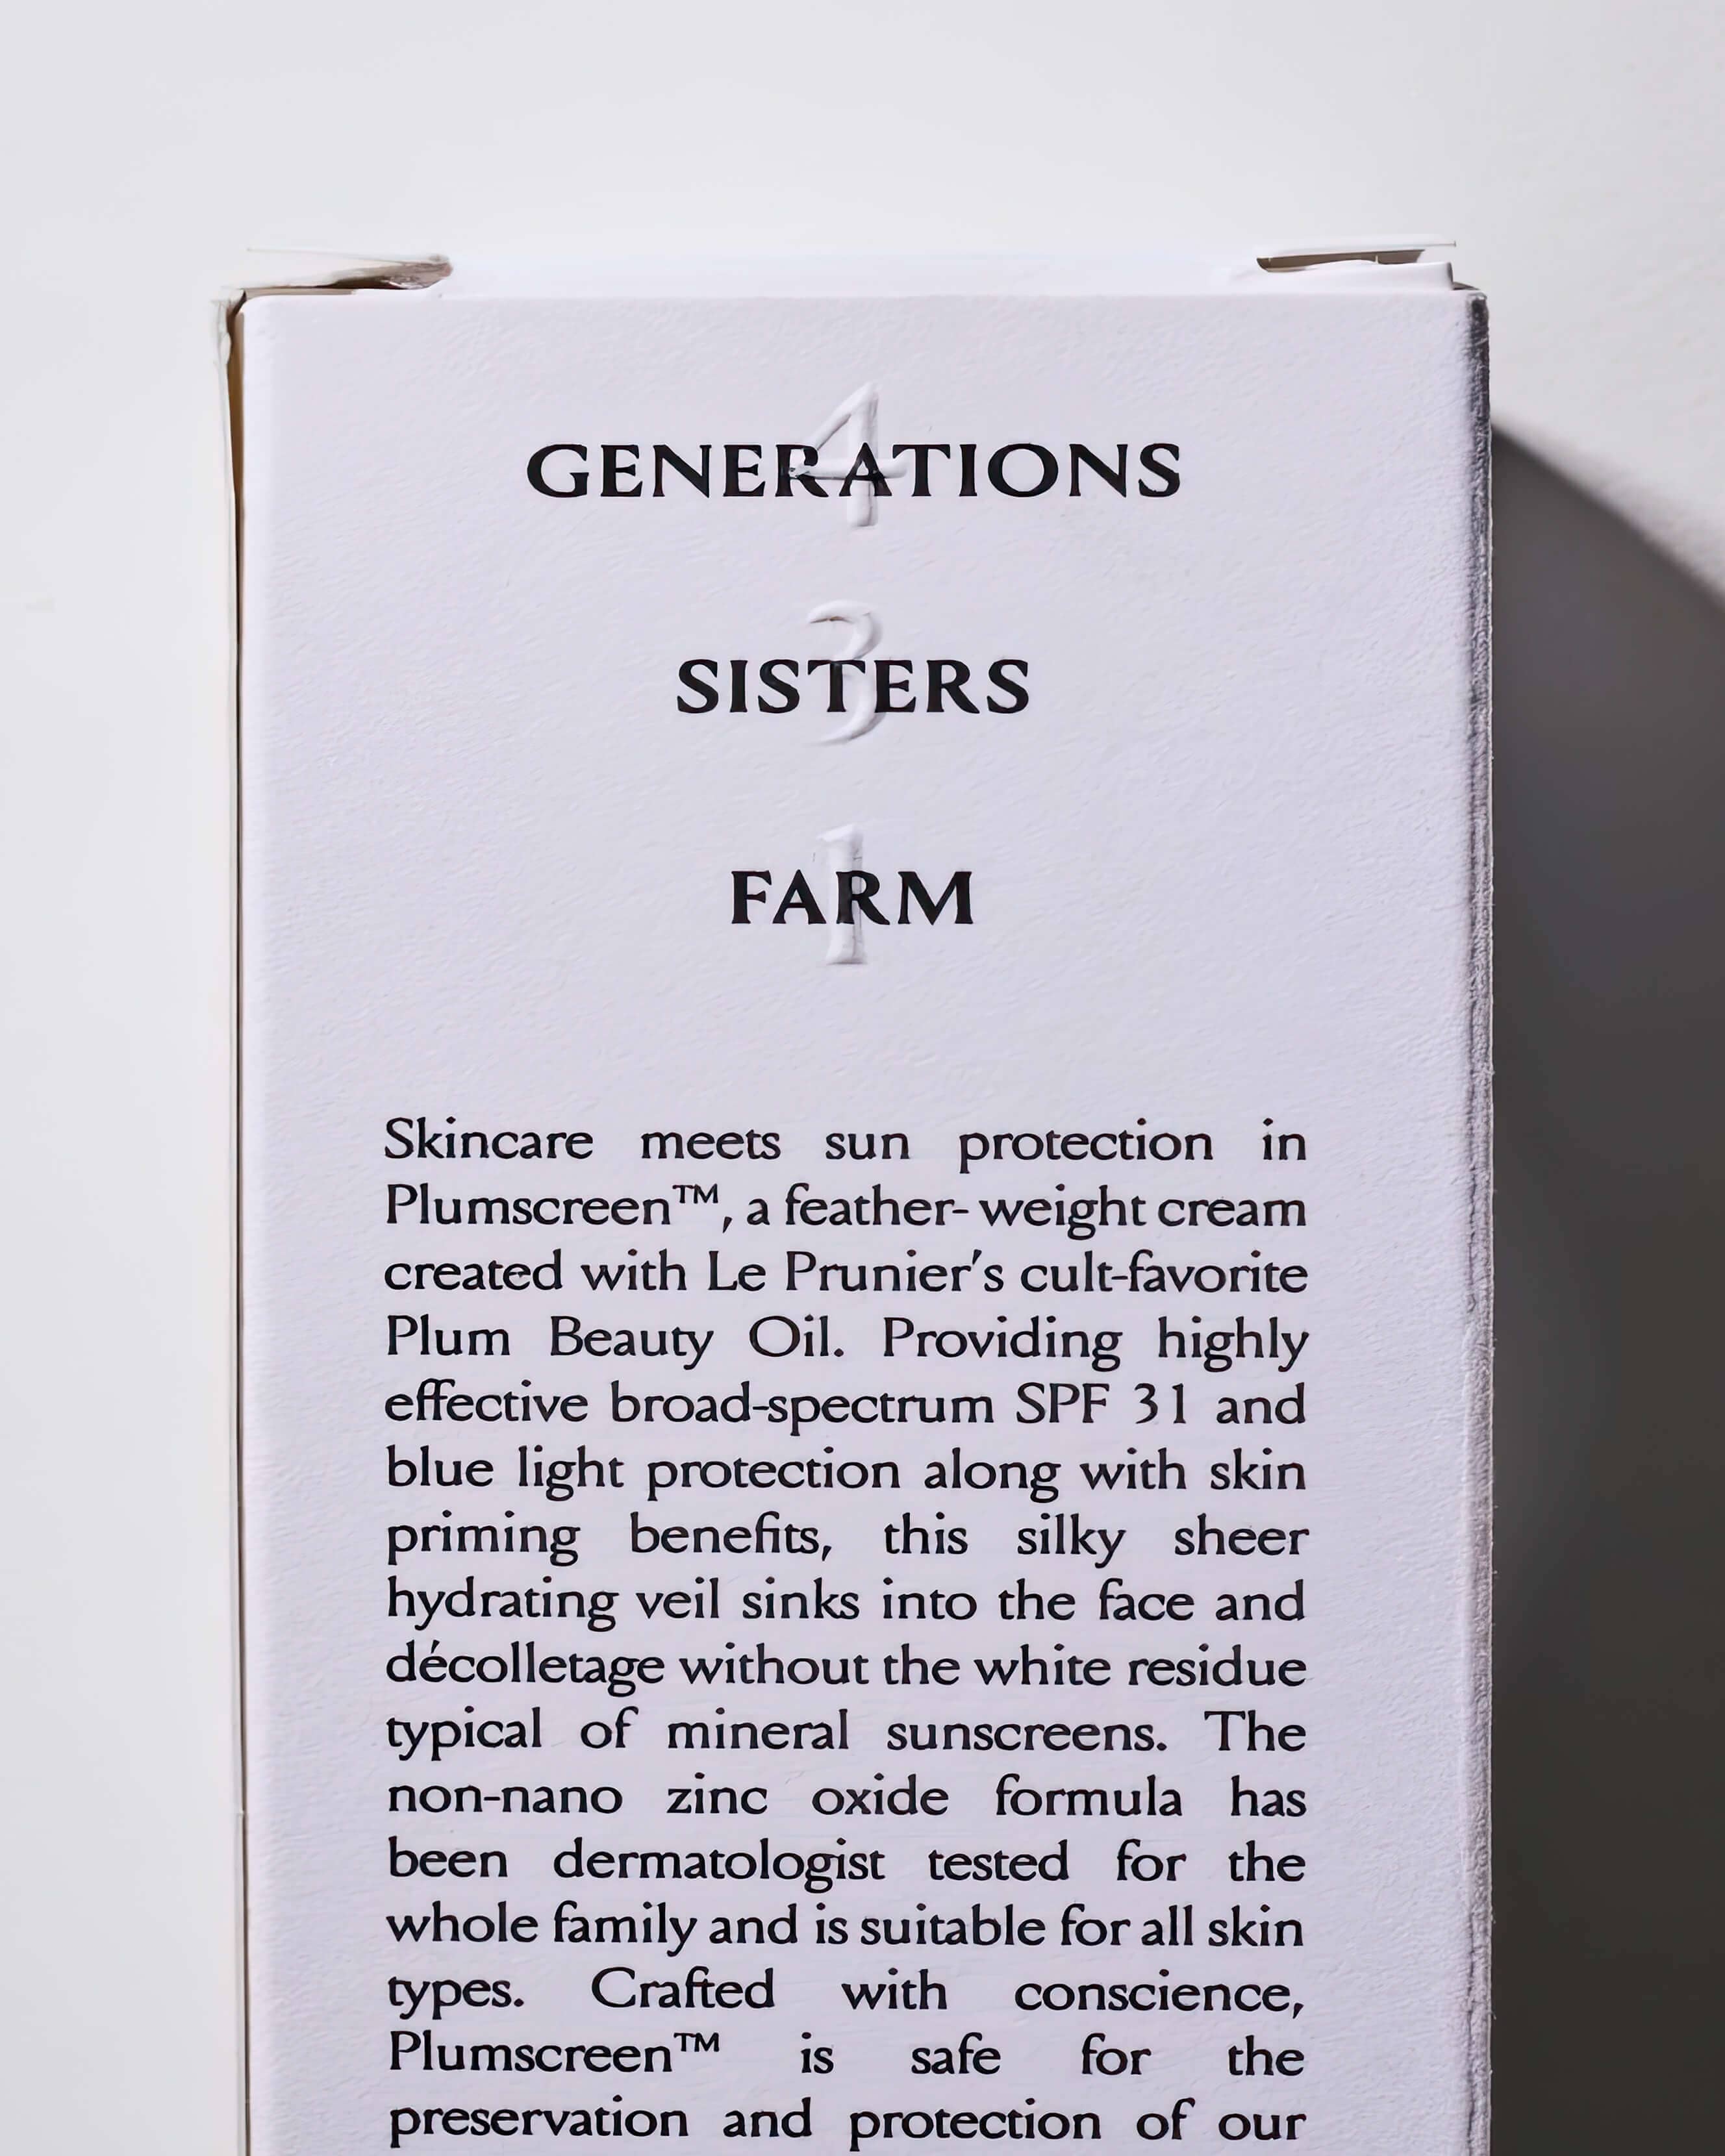 4
GENERATIONS
3
SISTERS
1
FARM
Skincare meets sun protection in
Plumscreen™, a feather- weight cream
created with Le Prunier's cult-favorite
Plum Beauty Oil. Providing highly
effective broad-spectrum SPF 31 and
blue light protection along with skin
priming benefits, this silky sheer
hydrating veil sinks into the face and
décolletage without the white residue
typical of mineral sunscreens. The
non-nano zinc oxide formula has
been dermatologist tested for the
whole family and is suitable for all skin
types. Crafted with conscience,
Plumscreen™ is safe for the
preservation and protection of our